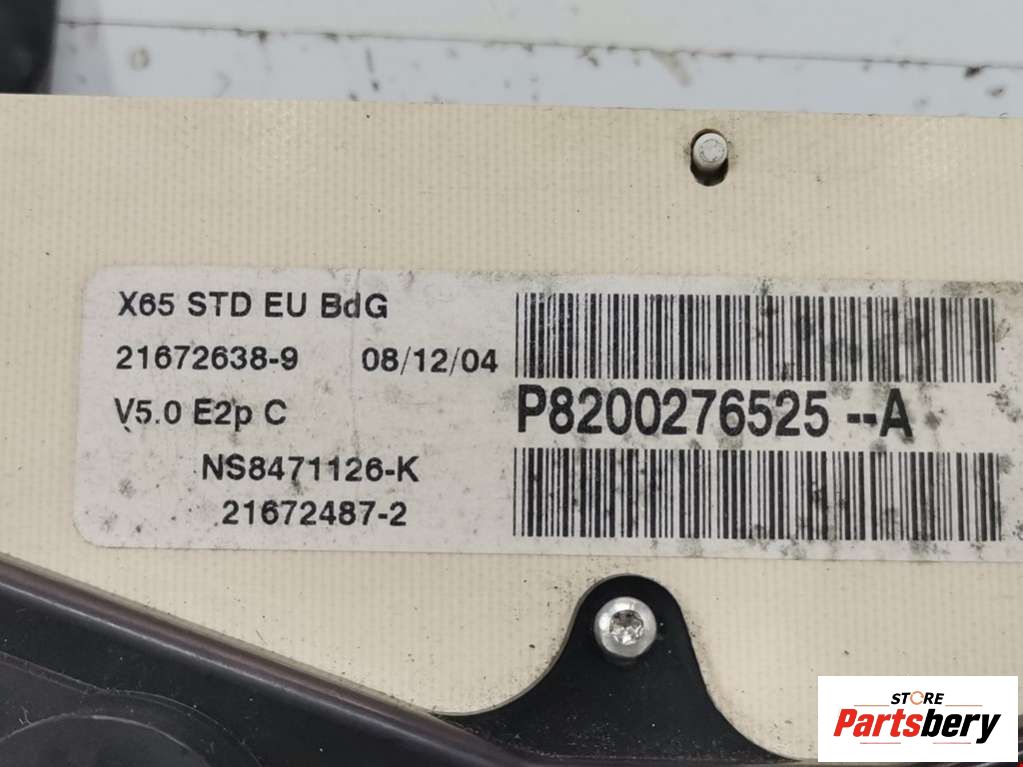 X65 STD EU BdG
21672638-9 08/12/04
V5.0 E2p C
P8200276525 --A
NS8471126-K
21672487-2
STORE
Partsbery